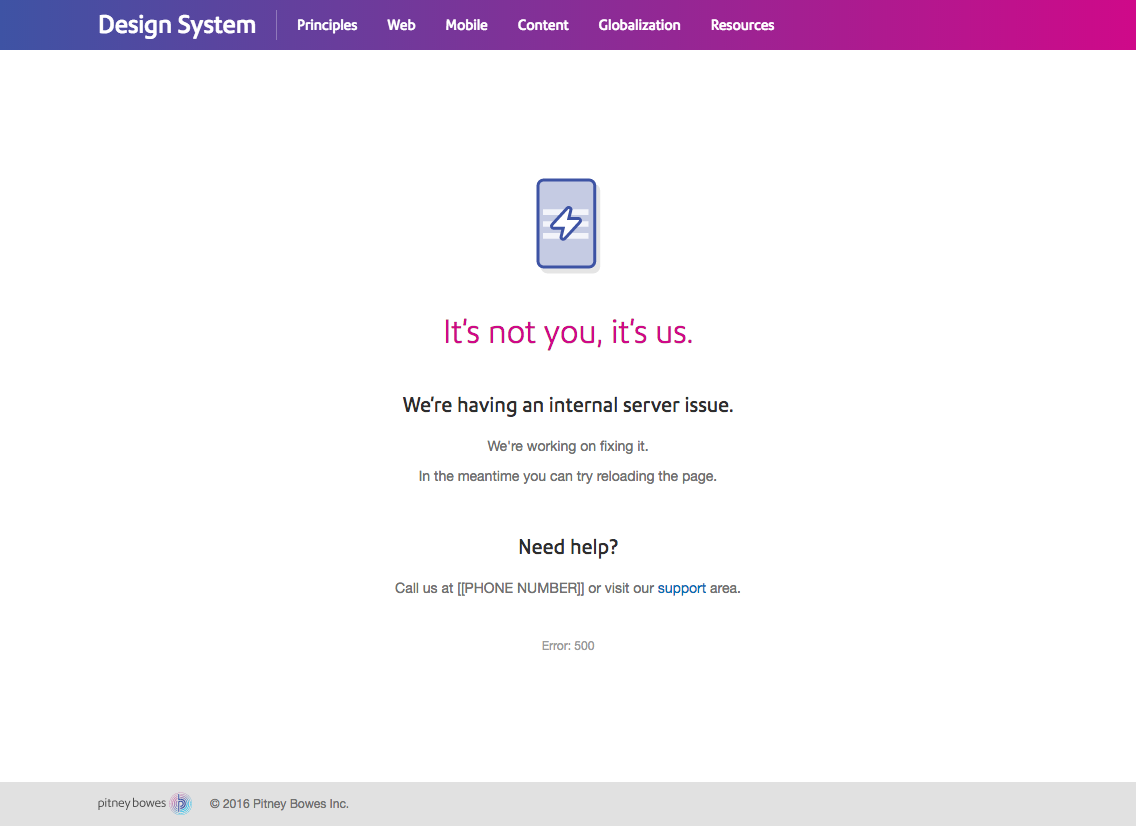 Design System
Principles Web Mobile Content Globalization Resources
It's not you, it's us.
We're having an internal server issue.
We're working on fixing it.
In the meantime you can try reloading the page.
Need help?
Call us at [[PHONE NUMBER]] or visit our support area.
Error: 500
pitney bowes © 2016 Pitney Bowes Inc.